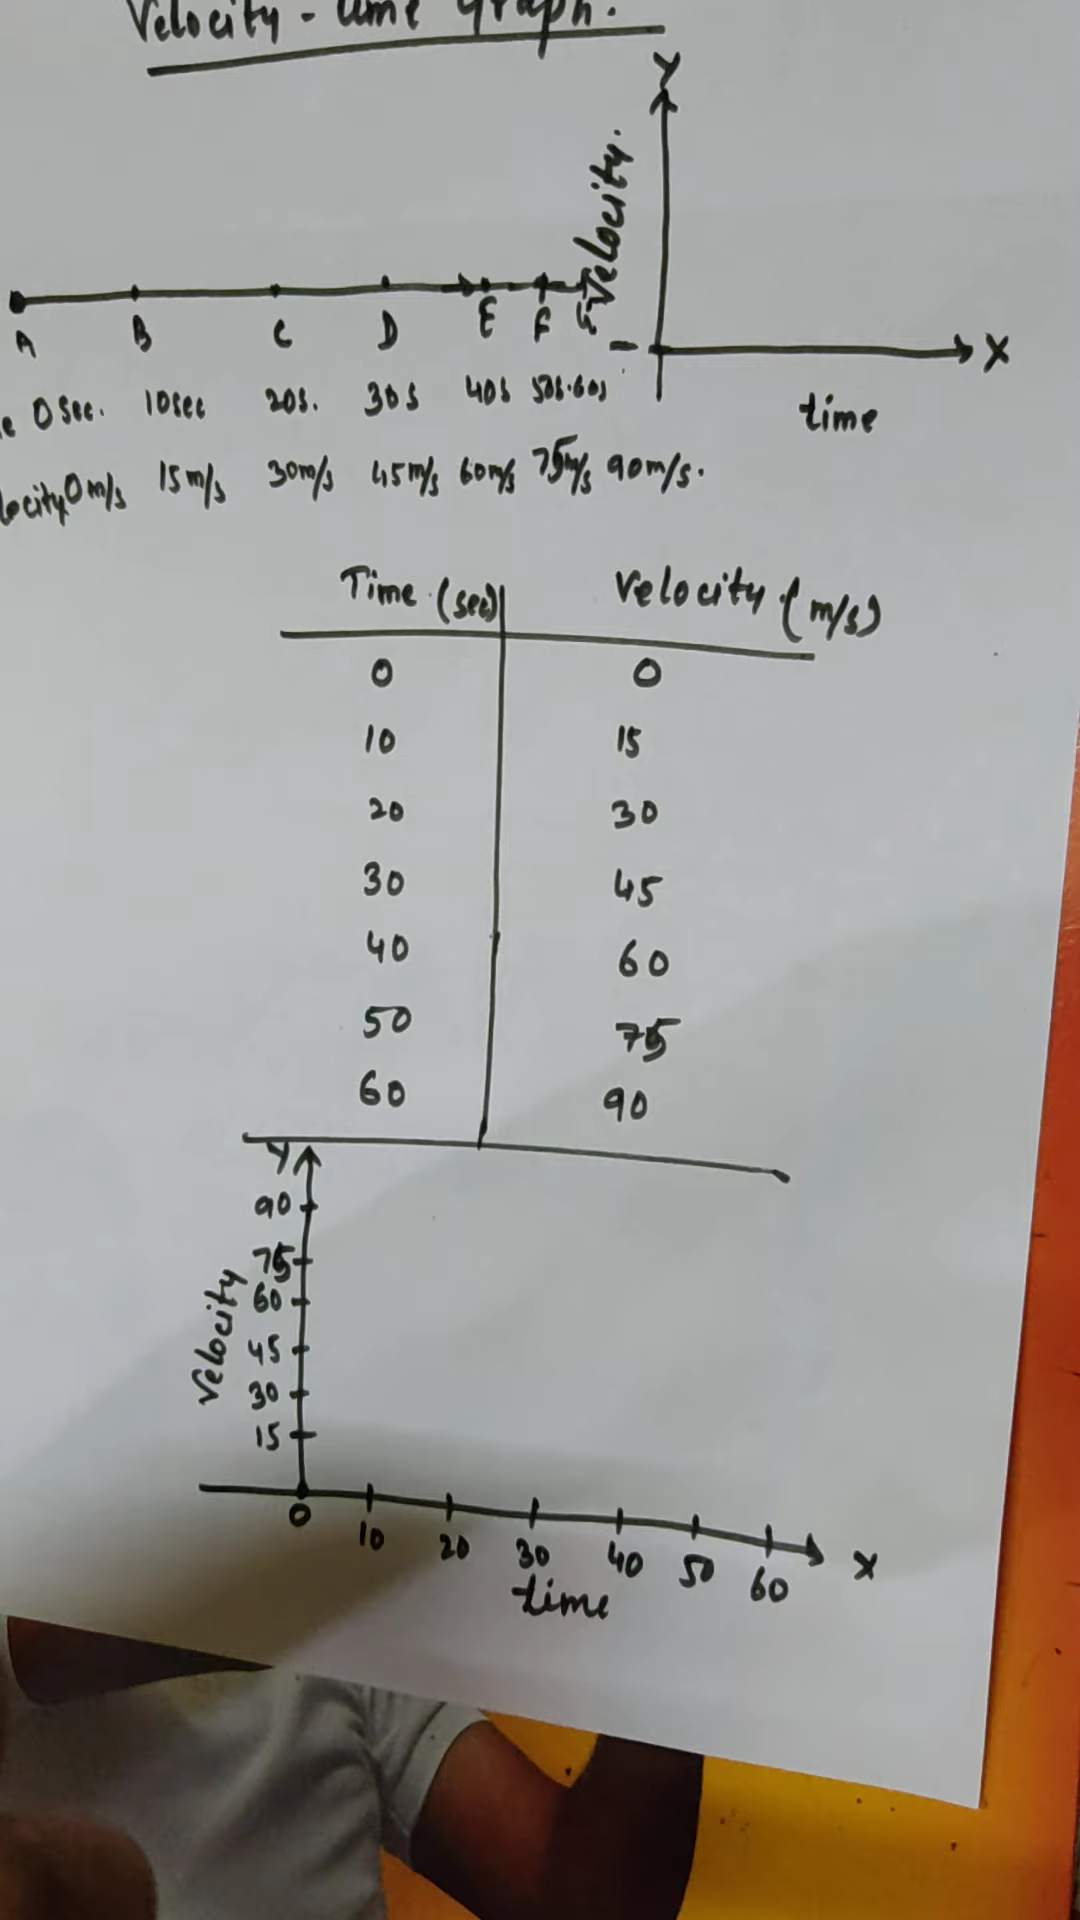 Velocity - time graph.
Y
Velocity.
A B C D E F G
X
0 sec. 10sec 20s. 30s 40s 50s. 60s
time
0m/s 15m/s 30m/s 45m/s 60m/s 75m/s 90m/s.
Time (sec) Velocity (m/s)
0 0
10 15
20 30
30 45
40 60
50 75
60 90
Y
90
75
60
45
30
15
Velocity
0 10 20 30 40 50 60 X
time